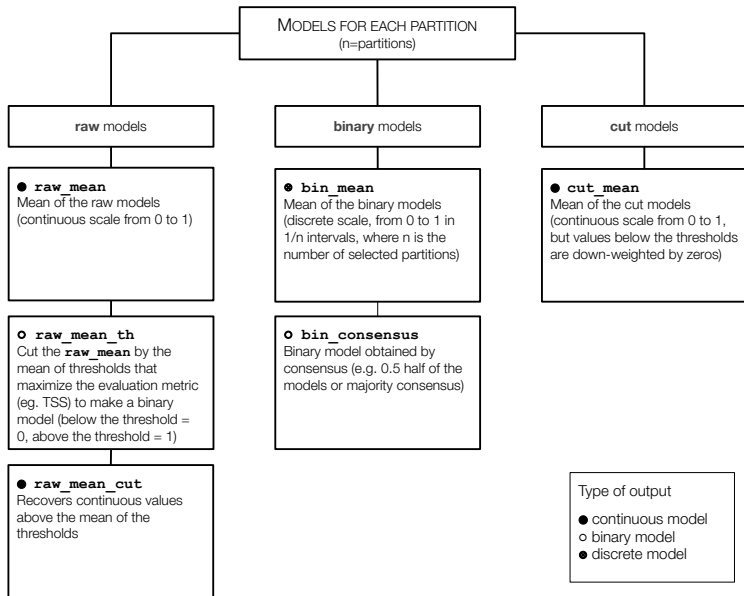 MODELS FOR EACH PARTITION
(n=partitions)
raw models
binary models
cut models
raw_mean
Mean of the raw models
(continuous scale from 0 to 1)
bin_mean
Mean of the binary models
(discrete scale, from 0 to 1 in
1/n intervals, where n is the
number of selected partitions)
cut_mean
Mean of the cut models
(continuous scale from 0 to 1,
but values below the thresholds
are down-weighted by zeros)
raw_mean_th
Cut the raw_mean by the
mean of thresholds that
maximize the evaluation metric
(eg. TSS) to make a binary
model (below the threshold =
0, above the threshold = 1)
bin_consensus
Binary model obtained by
consensus (e.g. 0.5 half of the
models or majority consensus)
raw_mean_cut
Recovers continuous values
above the mean of the
thresholds
Type of output
continuous model
binary model
discrete model